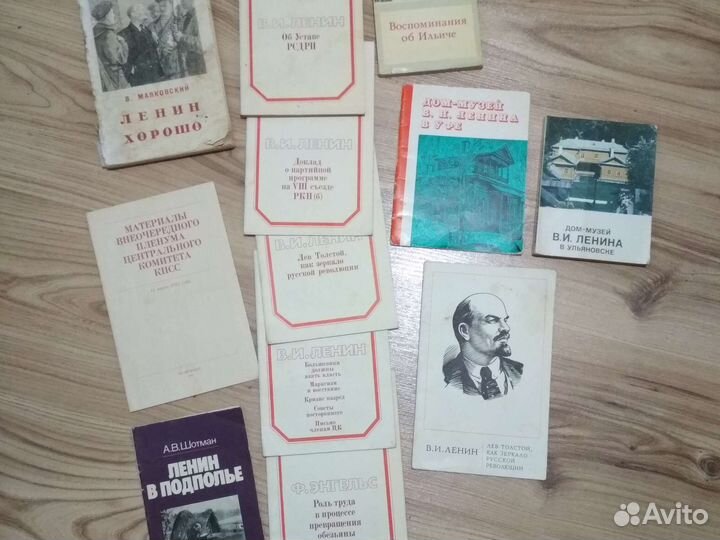 В. МАЯКОВСКИЙ
ЛЕНИН
ХОРОШО
В.И. ЛЕНИН
Об Уставе
РСДРП
Воспоминания
об Ильиче
В.И. ЛЕНИН
Доклад
о партийной
программе
на VIII съезде
РКП(б)
ДОМ-МУЗЕЙ
В. И. ЛЕНИНА
В УФЕ
ДОМ-МУЗЕЙ
В.И. ЛЕНИНА
В УЛЬЯНОВСКЕ
МАТЕРИАЛЫ
ВНЕОЧЕРЕДНОГО
ПЛЕНУМА
ЦЕНТРАЛЬНОГО
КОМИТЕТА
КПСС
В.И. ЛЕНИН
Лев Толстой,
как зеркало
русской революции
В.И. ЛЕНИН
Большевики
должны
взять власть
Марксизм
и восстание
Кризис назрел
Советы
постороннего
Письмо
членам ЦК
В.И. ЛЕНИН
ЛЕВ ТОЛСТОЙ,
КАК ЗЕРКАЛО
РУССКОЙ
РЕВОЛЮЦИИ
А.В.Шотман
ЛЕНИН
В ПОДПОЛЬЕ
Ф. ЭНГЕЛЬС
Роль труда
в процессе
превращения
обезьяны
Avito